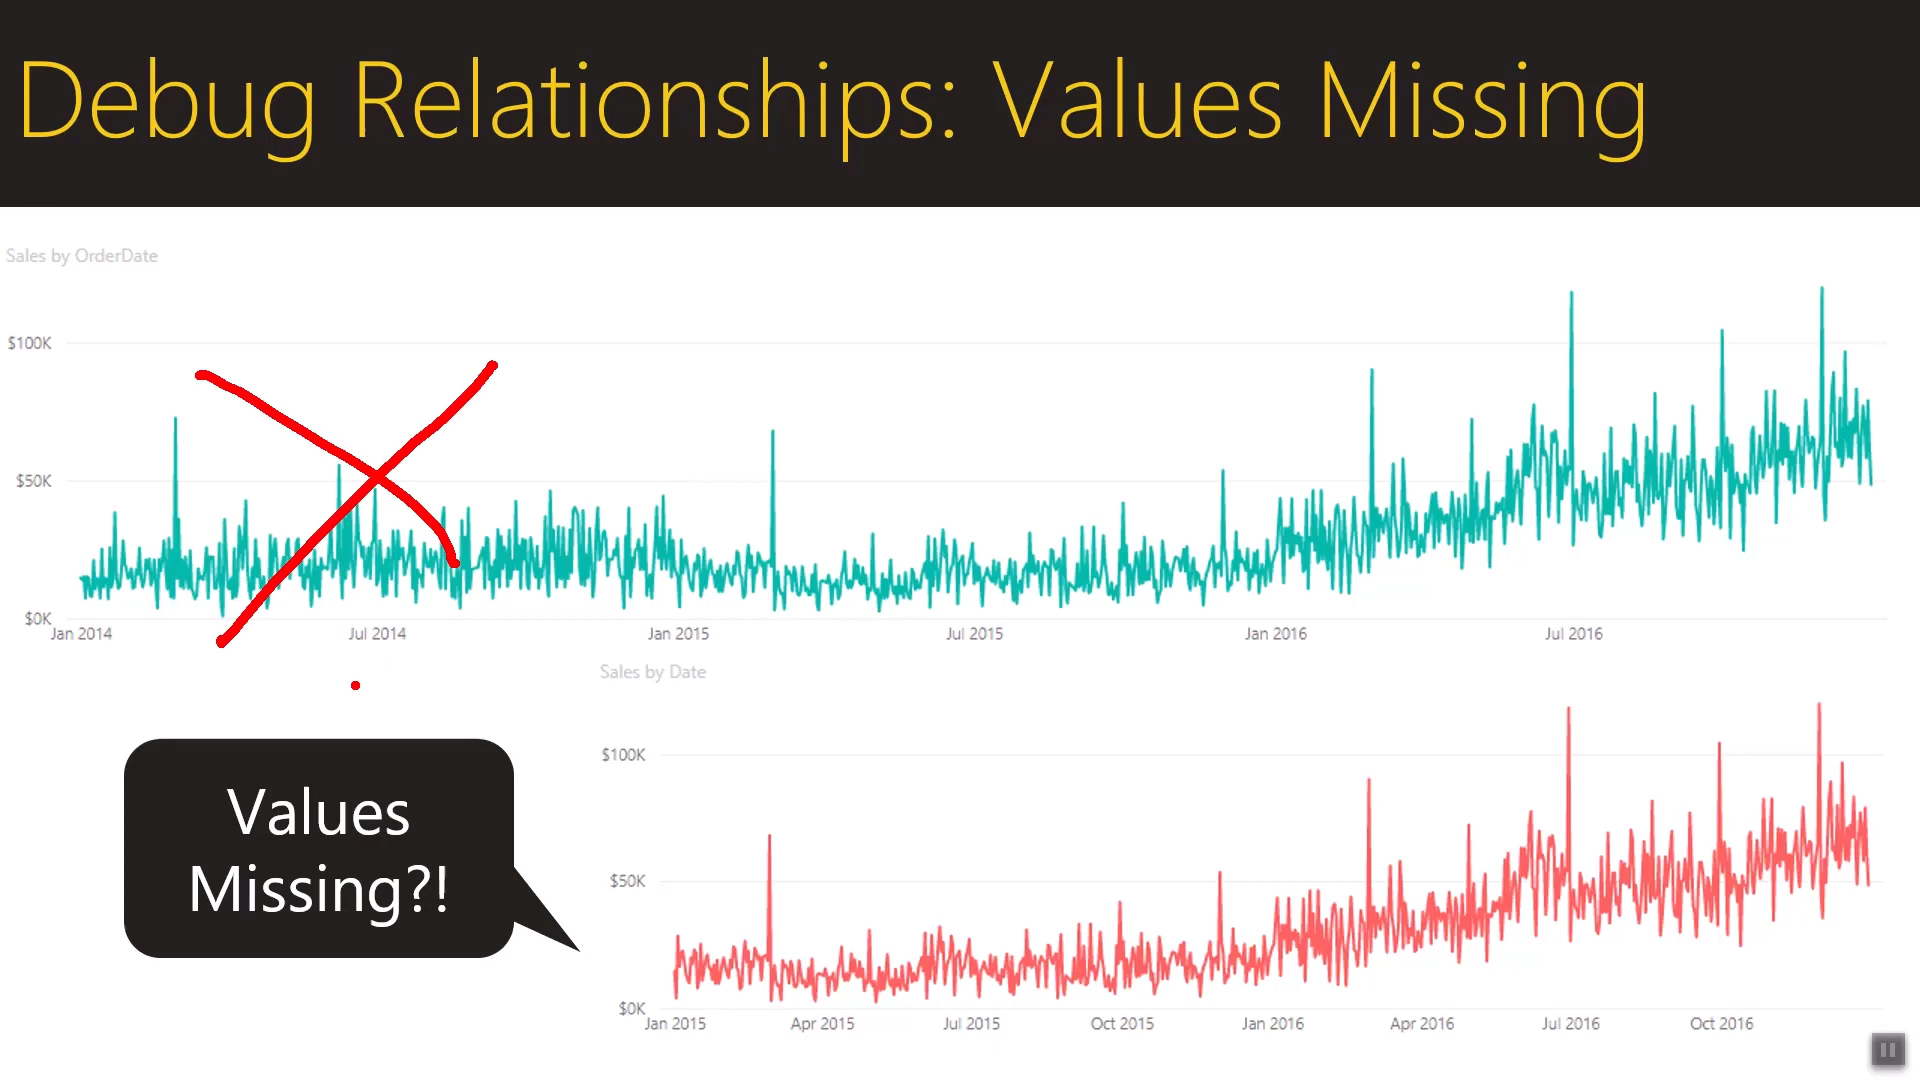 Debug Relationships: Values Missing
Sales by OrderDate
$100K
$50K
$0K
Jan 2014 Jul 2014 Jan 2015 Jul 2015 Jan 2016 Jul 2016
Sales by Date
$100K
$50K
$0K
Jan 2015 Apr 2015 Jul 2015 Oct 2015 Jan 2016 Apr 2016 Jul 2016 Oct 2016
Values
Missing?!